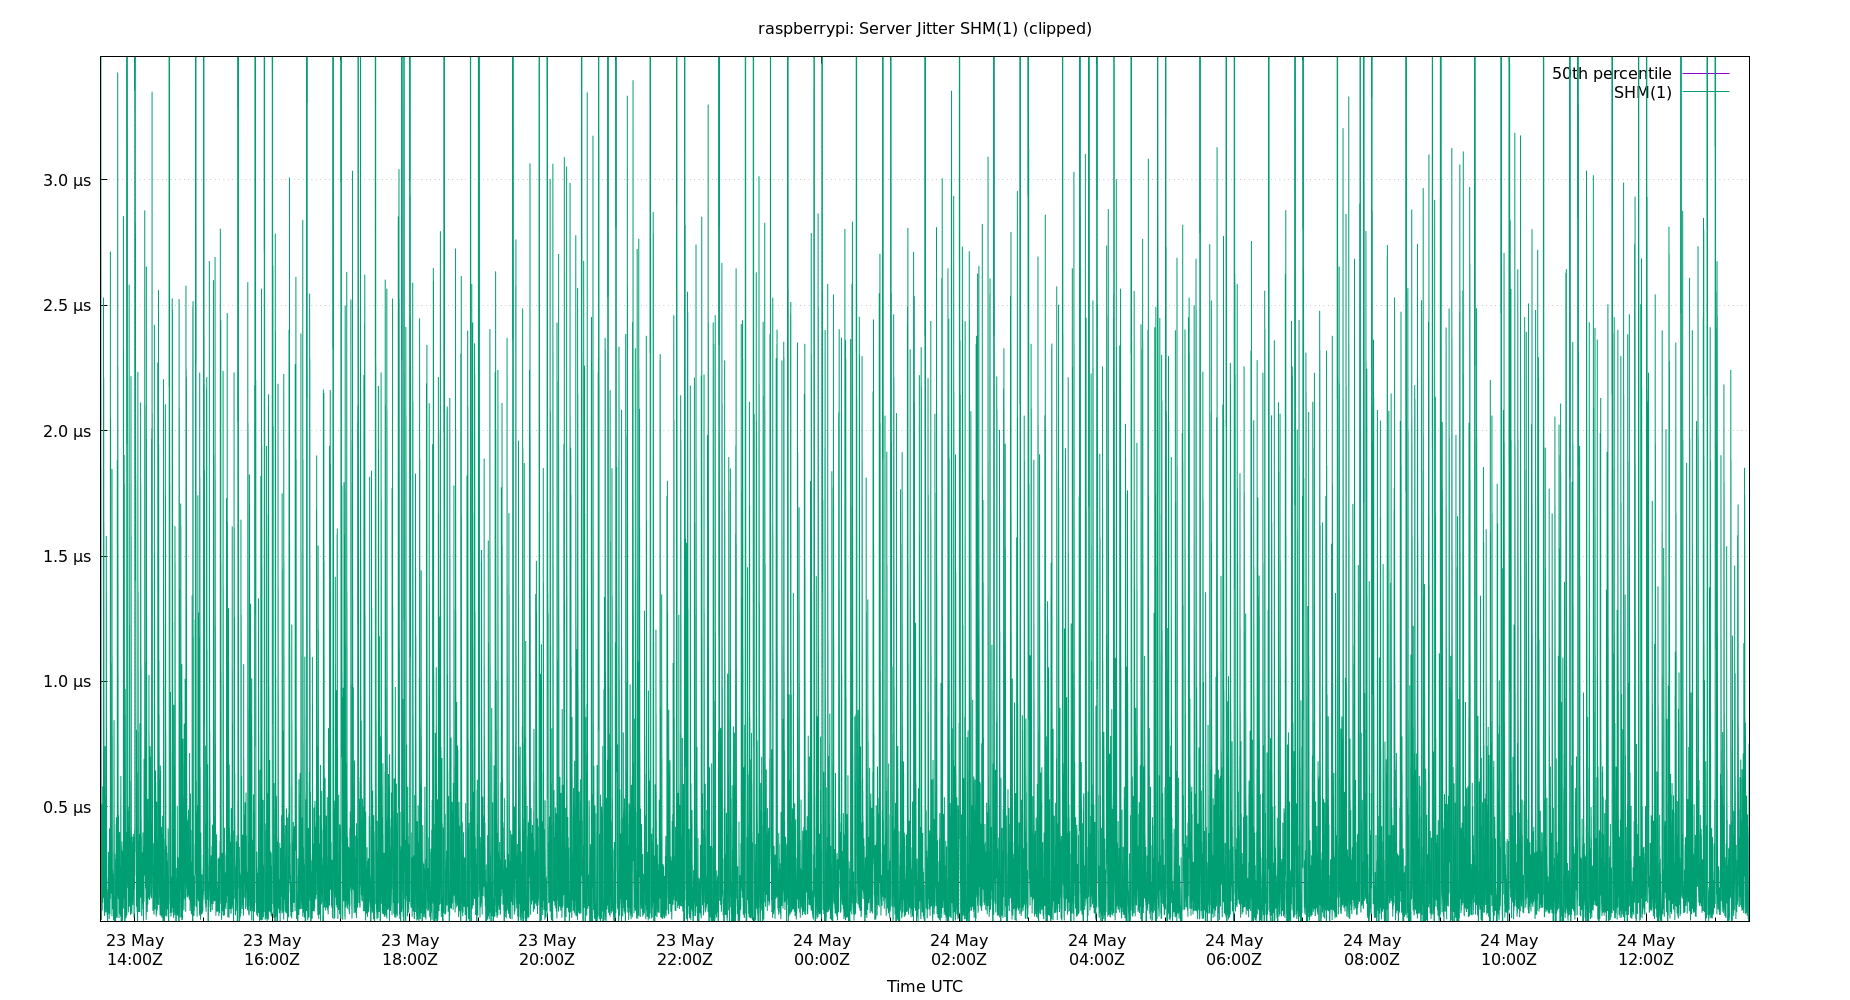 raspberrypi: Server Jitter SHM(1) (clipped)
50th percentile
SHM(1)
3.0 μs
2.5 μs
2.0 μs
1.5 μs
1.0 μs
0.5 μs
23 May 23 May 23 May 23 May 23 May 24 May 24 May 24 May 24 May 24 May 24 May 24 May
14:00Z 16:00Z 18:00Z 20:00Z 22:00Z 00:00Z 02:00Z 04:00Z 06:00Z 08:00Z 10:00Z 12:00Z
Time UTC